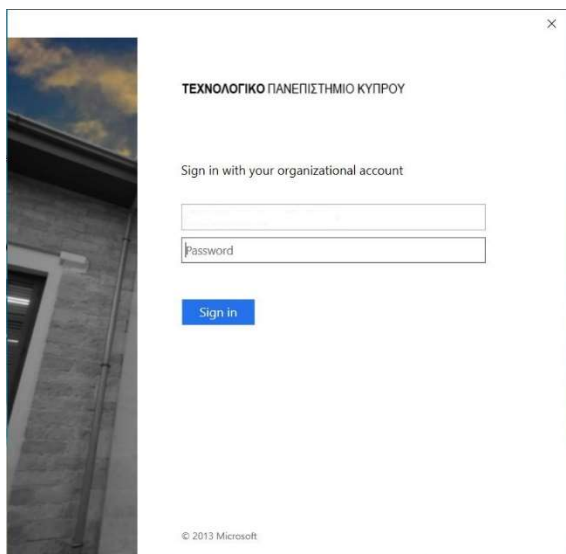 ΤΕΧΝΟΛΟΓΙΚΟ ΠΑΝΕΠΙΣΤΗΜΙΟ ΚΥΠΡΟΥ
Sign in with your organizational account
Password
Sign in
© 2013 Microsoft